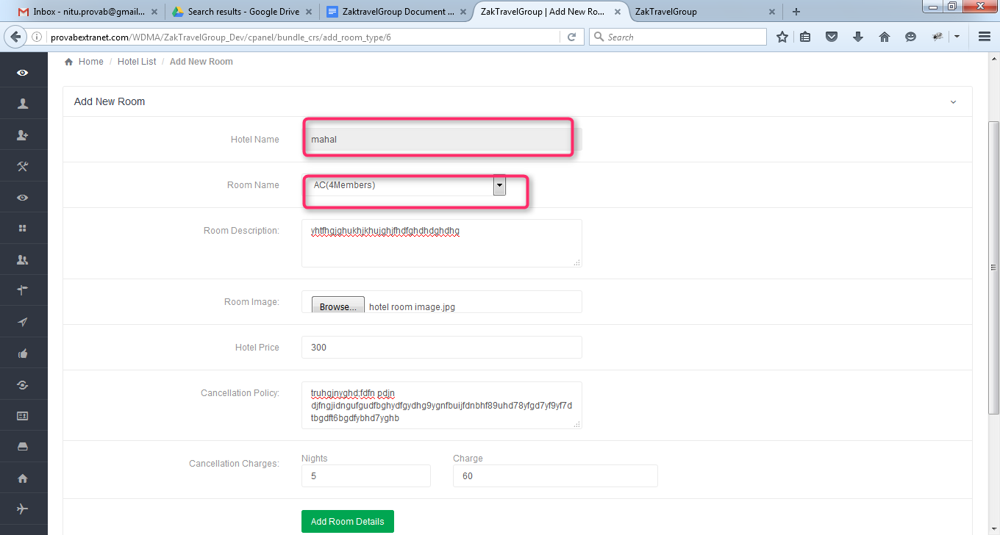 Inbox - nitu.provab@gmail...
Search results - Google Drive
ZaktravelGroup Document ...
ZakTravelGroup | Add New Ro...
ZakTravelGroup
provabextranet.com/WDMA/ZakTravelGroup_Dev/cpanel/bundle_crs/add_room_type/6
Search
Home / Hotel List / Add New Room
Add New Room
Hotel Name
mahal
Room Name
AC(4Members)
Room Description:
yhtfhgjghukhjkhujghjfhdfghdhdghdhg
Room Image:
Browse... hotel room image.jpg
Hotel Price
300
Cancellation Policy:
truhgjnyghd;fdfn pdjn
djfngjidngufgudfbghydfgydhg9ygnfbuijfdnbhf89uhd78yfgd7yf9yf7d
tbgdft6bgdfybhd7yghb
Cancellation Charges:
Nights
Charge
5
60
Add Room Details